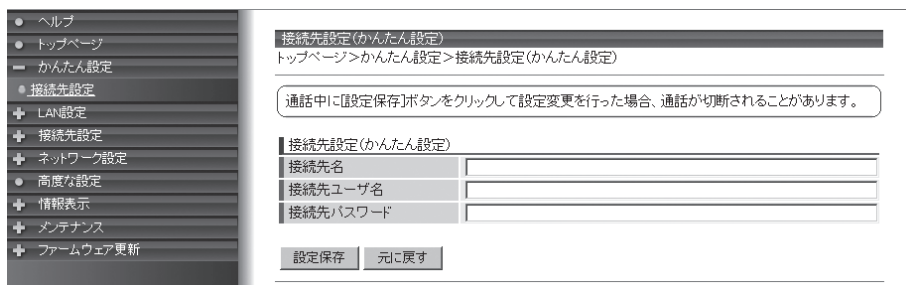 ヘルプ
トップページ
かんたん設定
接続先設定
LAN設定
接続先設定
ネットワーク設定
高度な設定
情報表示
メンテナンス
ファームウェア更新
接続先設定(かんたん設定)
トップページ>かんたん設定>接続先設定(かんたん設定)
通話中に[設定保存]ボタンをクリックして設定変更を行った場合、通話が切断されることがあります。
接続先設定(かんたん設定)
接続先名
接続先ユーザ名
接続先パスワード
設定保存 元に戻す